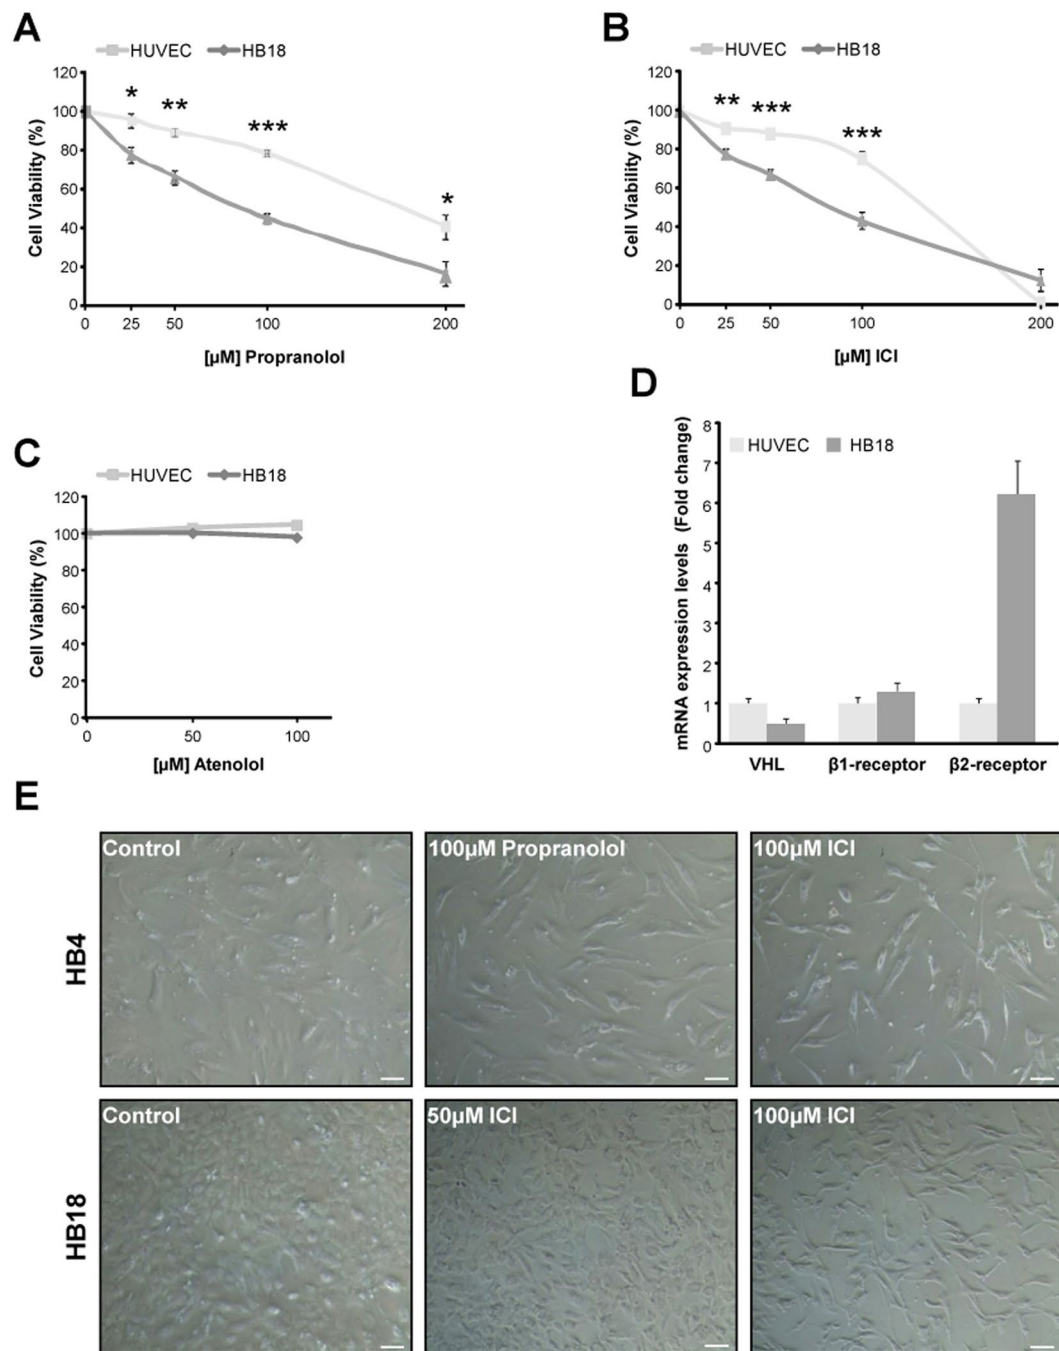 A
HUVEC HB18
Cell Viability (%)
120
100
80
60
40
20
0
* ** *** *
0 25 50 100 200
[µM] Propranolol
B
HUVEC HB18
Cell Viability (%)
120
100
80
60
40
20
0
** *** ***
0 25 50 100 200
[µM] ICI
C
HUVEC HB18
Cell Viability (%)
120
100
80
60
40
20
0
0 50 100
[µM] Atenolol
D
HUVEC HB18
mRNA expression levels (Fold change)
8
7
6
5
4
3
2
1
0
VHL β1-receptor β2-receptor
E
HB4
Control 100µM Propranolol 100µM ICI
HB18
Control 50µM ICI 100µM ICI